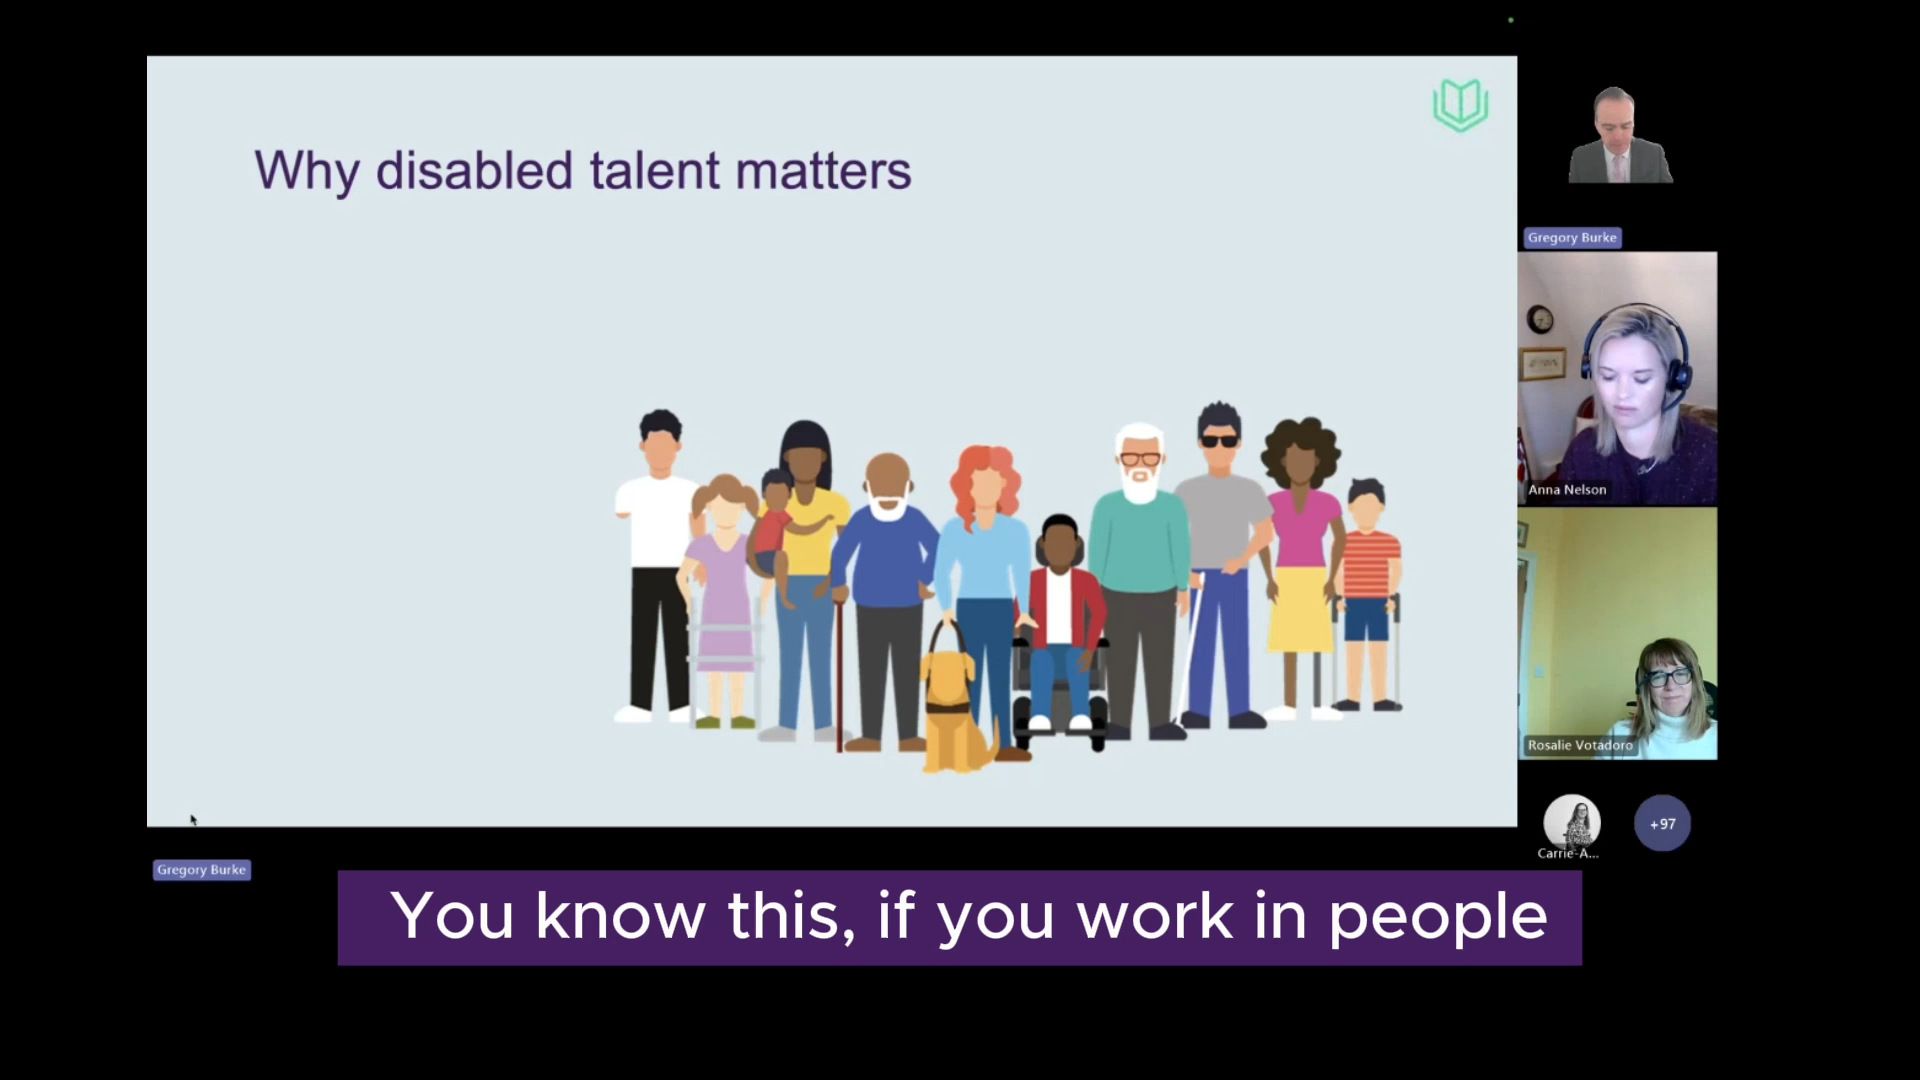 Why disabled talent matters
Gregory Burke
Anna Nelson
Rosalie Votadoro
Carrie-A...
+97
Gregory Burke
You know this, if you work in people